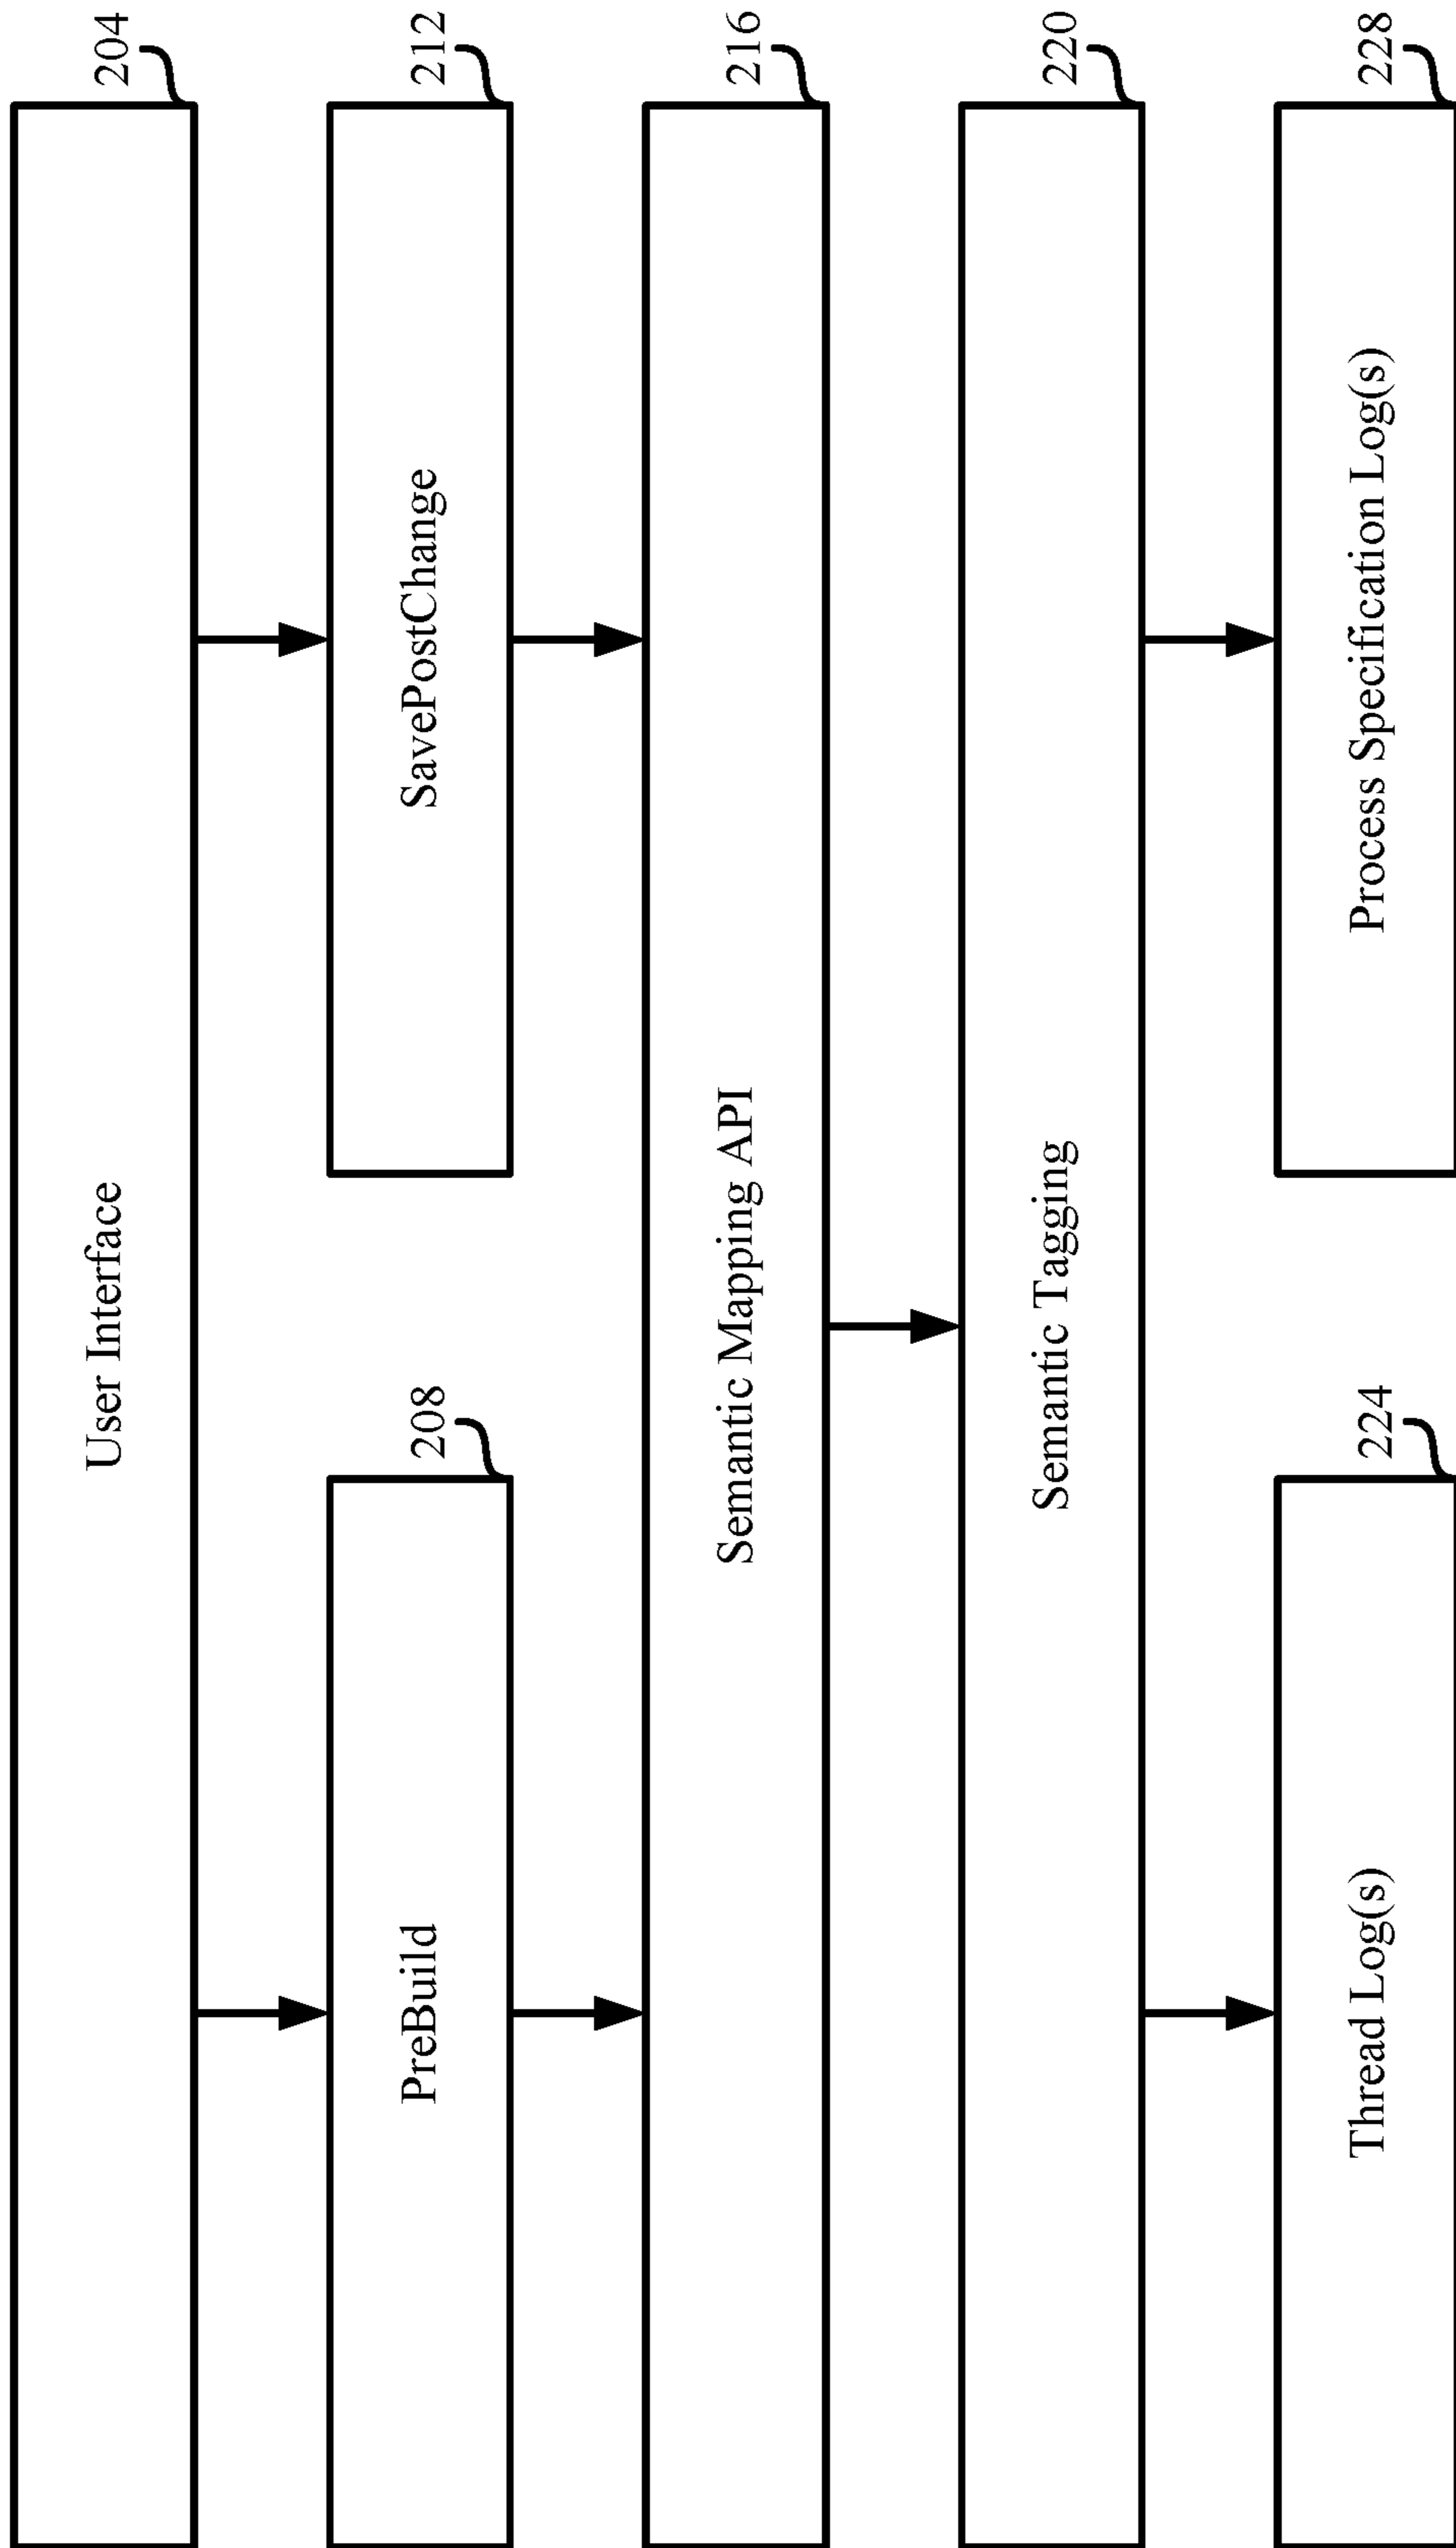 User Interface
204
PreBuild
208
SavePostChange
212
Semantic Mapping API
216
Semantic Tagging
220
Thread Log(s)
224
Process Specification Log(s)
228